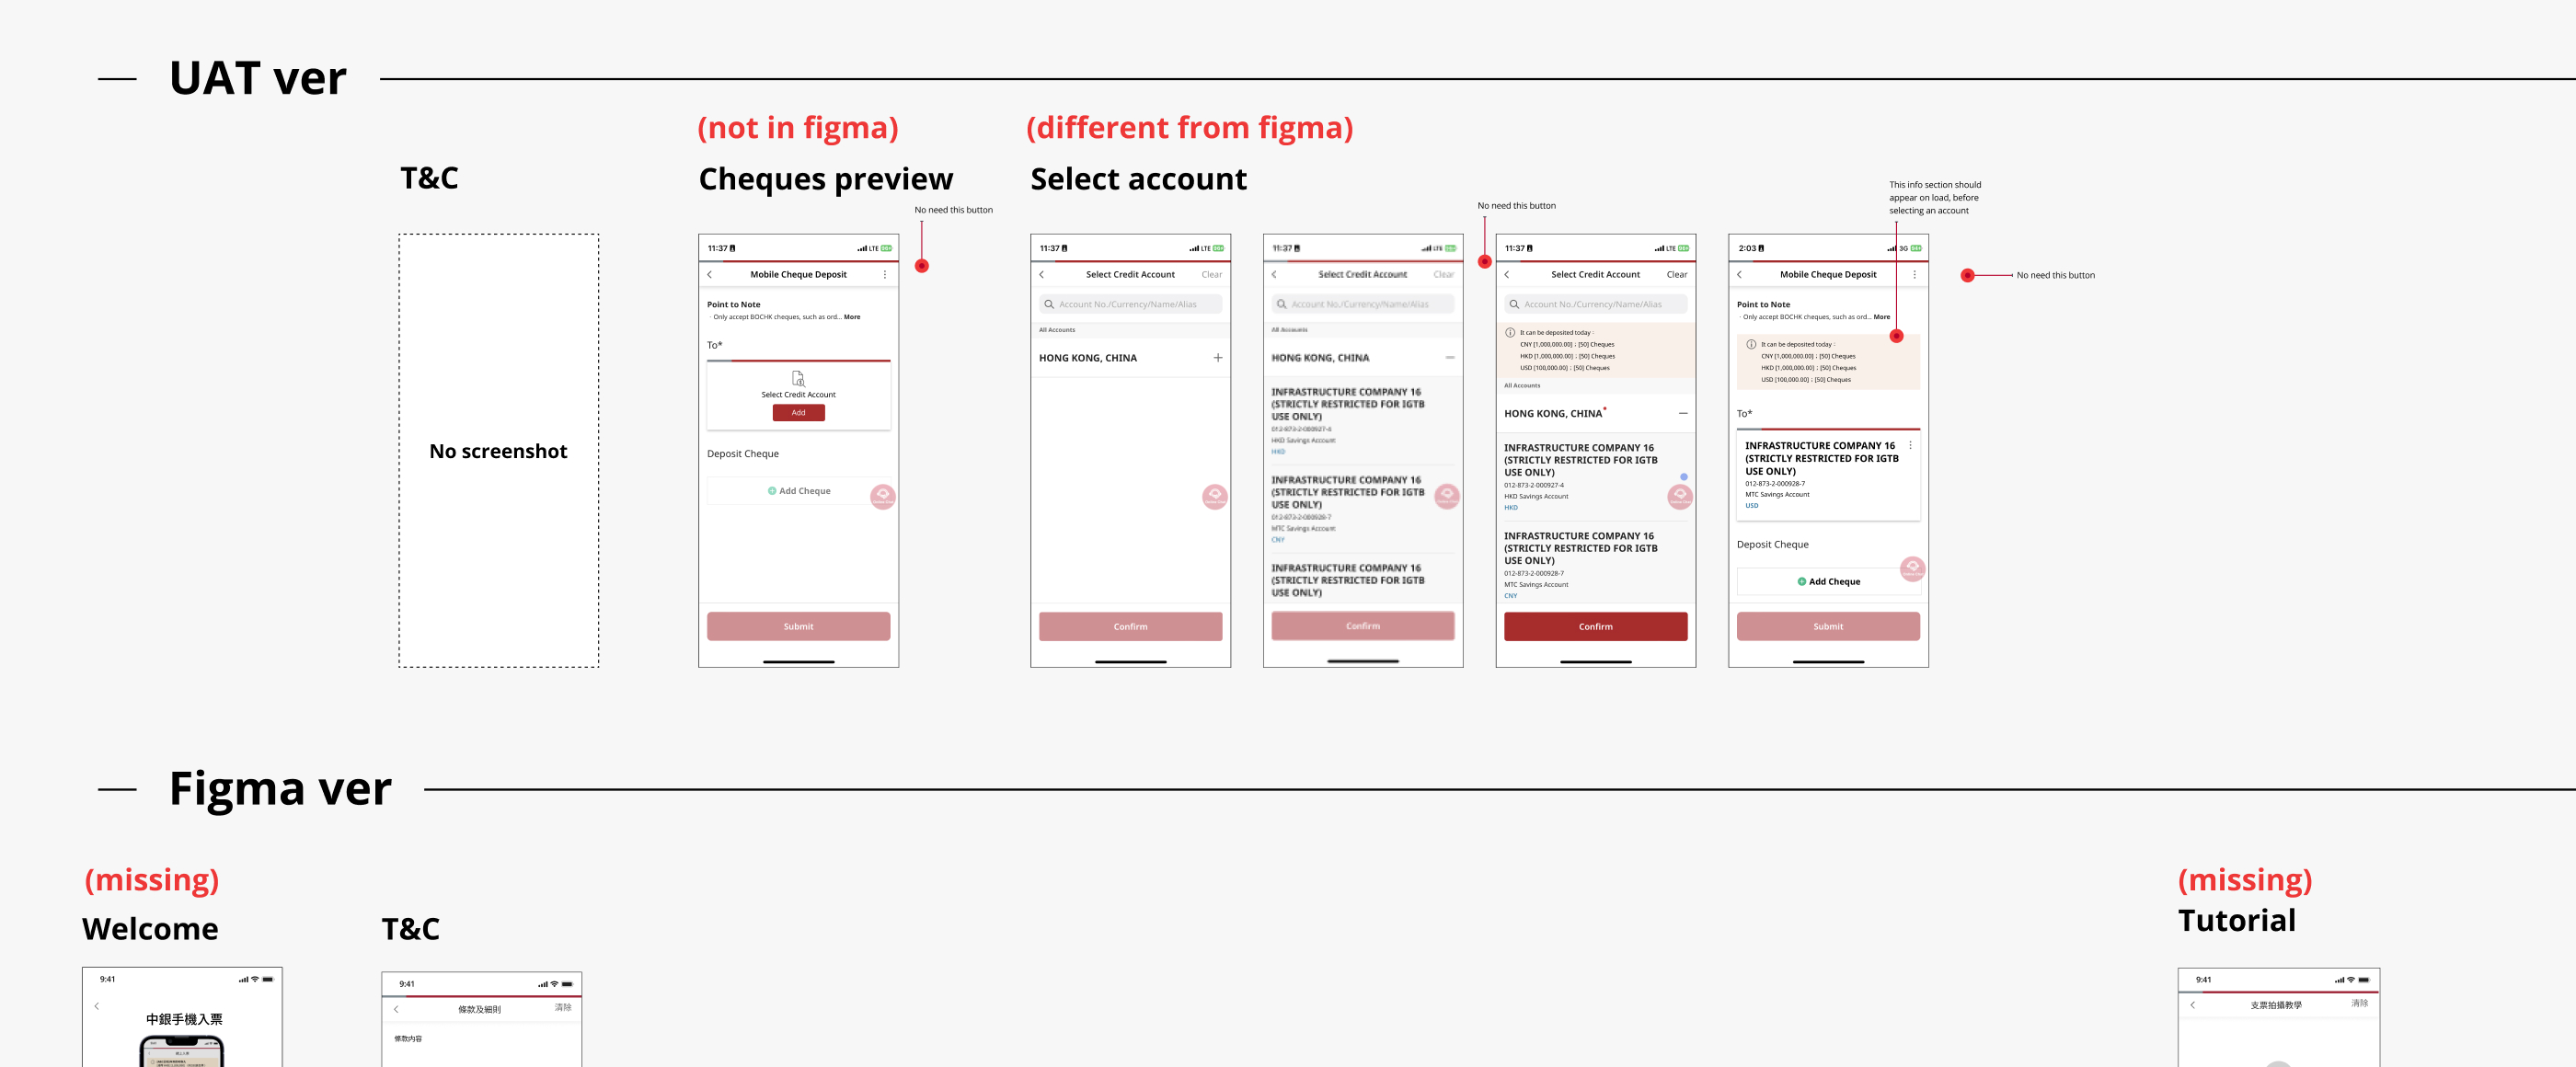 UAT ver
(not in figma)
(different from figma)
T&C
Cheques preview
Select account
No need this button
No need this button
This info section should
appear on load, before
selecting an account
No need this button
No screenshot
11:37
LTE
Mobile Cheque Deposit
Point to Note
· Only accept BOCHK cheques, such as ord... More
To*
Select Credit Account
Add
Deposit Cheque
Add Cheque
Submit
11:37
LTE
Select Credit Account
Clear
Account No./Currency/Name/Alias
All Accounts
HONG KONG, CHINA
Confirm
11:37
LTE
Select Credit Account
Clear
Account No./Currency/Name/Alias
All Accounts
HONG KONG, CHINA
INFRASTRUCTURE COMPANY 16
(STRICTLY RESTRICTED FOR IGTB
USE ONLY)
012-873-2-000927-4
HKD Savings Account
HKD
INFRASTRUCTURE COMPANY 16
(STRICTLY RESTRICTED FOR IGTB
USE ONLY)
012-873-2-000928-7
MTC Savings Account
CNY
INFRASTRUCTURE COMPANY 16
(STRICTLY RESTRICTED FOR IGTB
USE ONLY)
Confirm
11:37
LTE
Select Credit Account
Clear
Account No./Currency/Name/Alias
It can be deposited today :
CNY [1,000,000.00] ; [50] Cheques
HKD [1,000,000.00] ; [50] Cheques
USD [100,000.00] ; [50] Cheques
All Accounts
HONG KONG, CHINA
INFRASTRUCTURE COMPANY 16
(STRICTLY RESTRICTED FOR IGTB
USE ONLY)
012-873-2-000927-4
HKD Savings Account
HKD
INFRASTRUCTURE COMPANY 16
(STRICTLY RESTRICTED FOR IGTB
USE ONLY)
012-873-2-000928-7
MTC Savings Account
CNY
Confirm
2:03
3G
Mobile Cheque Deposit
Point to Note
· Only accept BOCHK cheques, such as ord... More
It can be deposited today :
CNY [1,000,000.00] ; [50] Cheques
HKD [1,000,000.00] ; [50] Cheques
USD [100,000.00] ; [50] Cheques
To*
INFRASTRUCTURE COMPANY 16
(STRICTLY RESTRICTED FOR IGTB
USE ONLY)
012-873-2-000928-7
MTC Savings Account
USD
Deposit Cheque
Add Cheque
Submit
Figma ver
(missing)
Welcome
T&C
(missing)
Tutorial
9:41
中銀手機入票
9:41
條款及細則
清除
條款內容
9:41
支票拍攝教學
清除